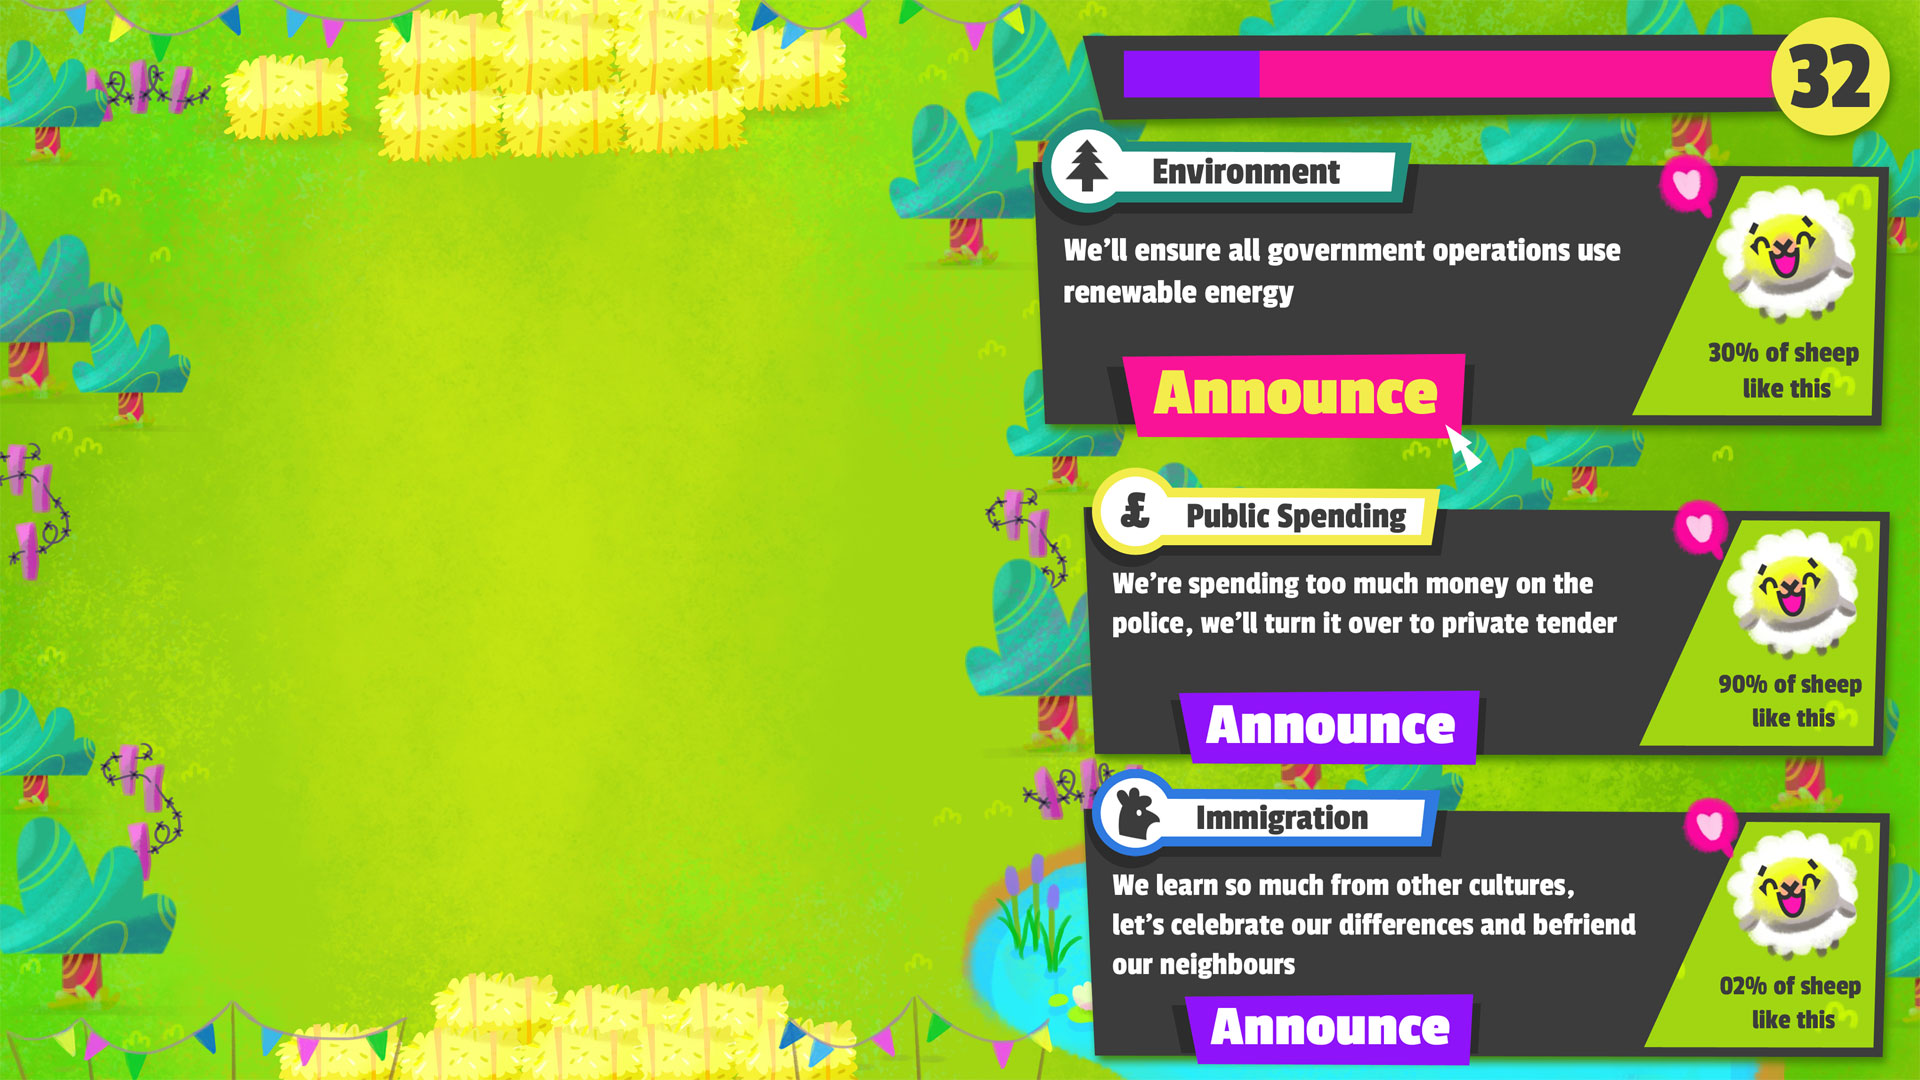 32
Environment
We'll ensure all government operations use
renewable energy
30% of sheep
like this
Announce
£
Public Spending
We're spending too much money on the
police, we'll turn it over to private tender
90% of sheep
like this
Announce
Immigration
We learn so much from other cultures,
let's celebrate our differences and befriend
our neighbours
02% of sheep
like this
Announce